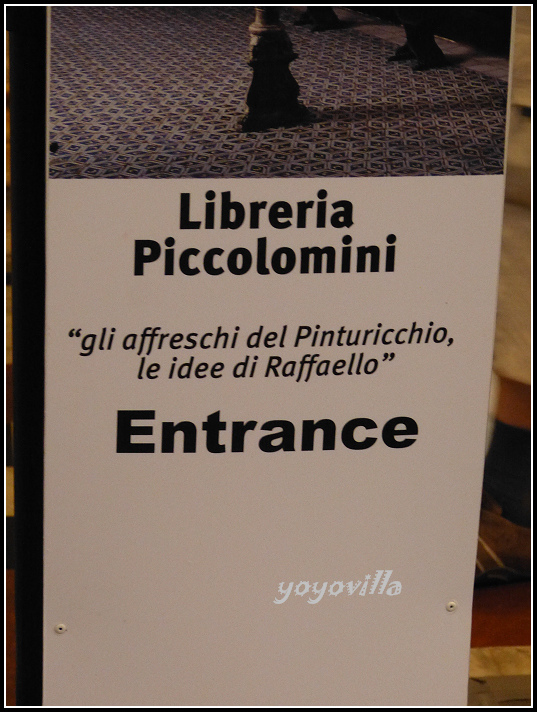 Libreria
Piccolomini
“gli affreschi del Pinturicchio,
le idee di Raffaello”
Entrance
yoyovilla